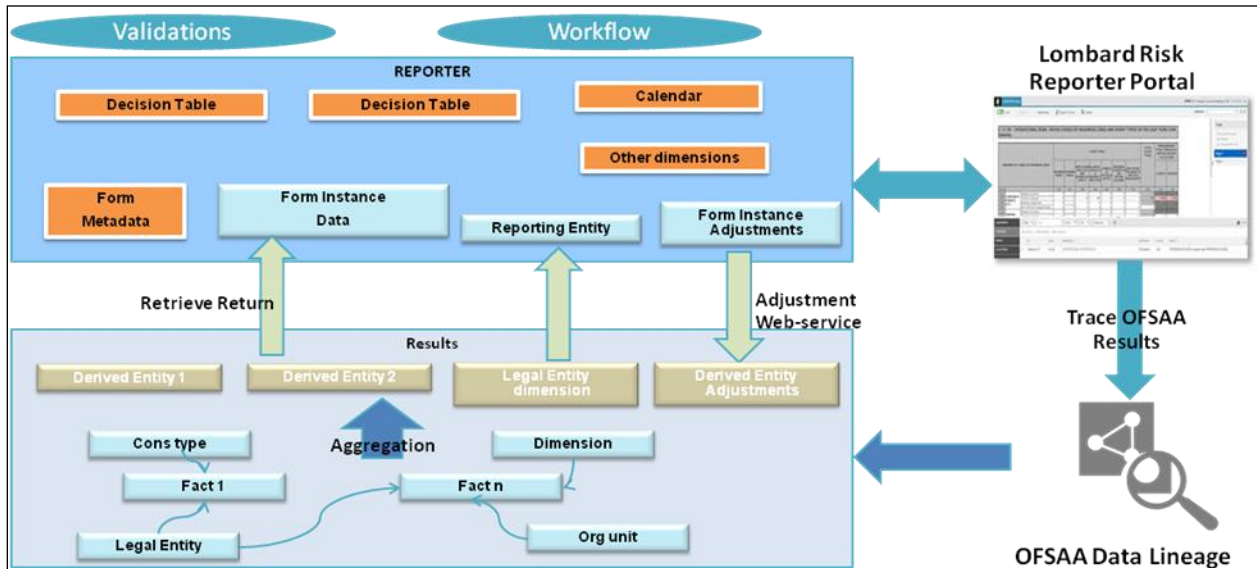 Validations
Workflow
REPORTER
Decision Table
Decision Table
Calendar
Other dimensions
Form
Metadata
Form Instance
Data
Reporting Entity
Form Instance
Adjustments
Lombard Risk
Reporter Portal
Retrieve Return
Adjustment
Web-service
Trace OFSAA
Results
Results
Derived Entity 1
Derived Entity 2
Legal Entity
dimension
Derived Entity
Adjustments
Cons type
Aggregation
Dimension
Fact 1
Fact n
Legal Entity
Org unit
OFSAA Data Lineage